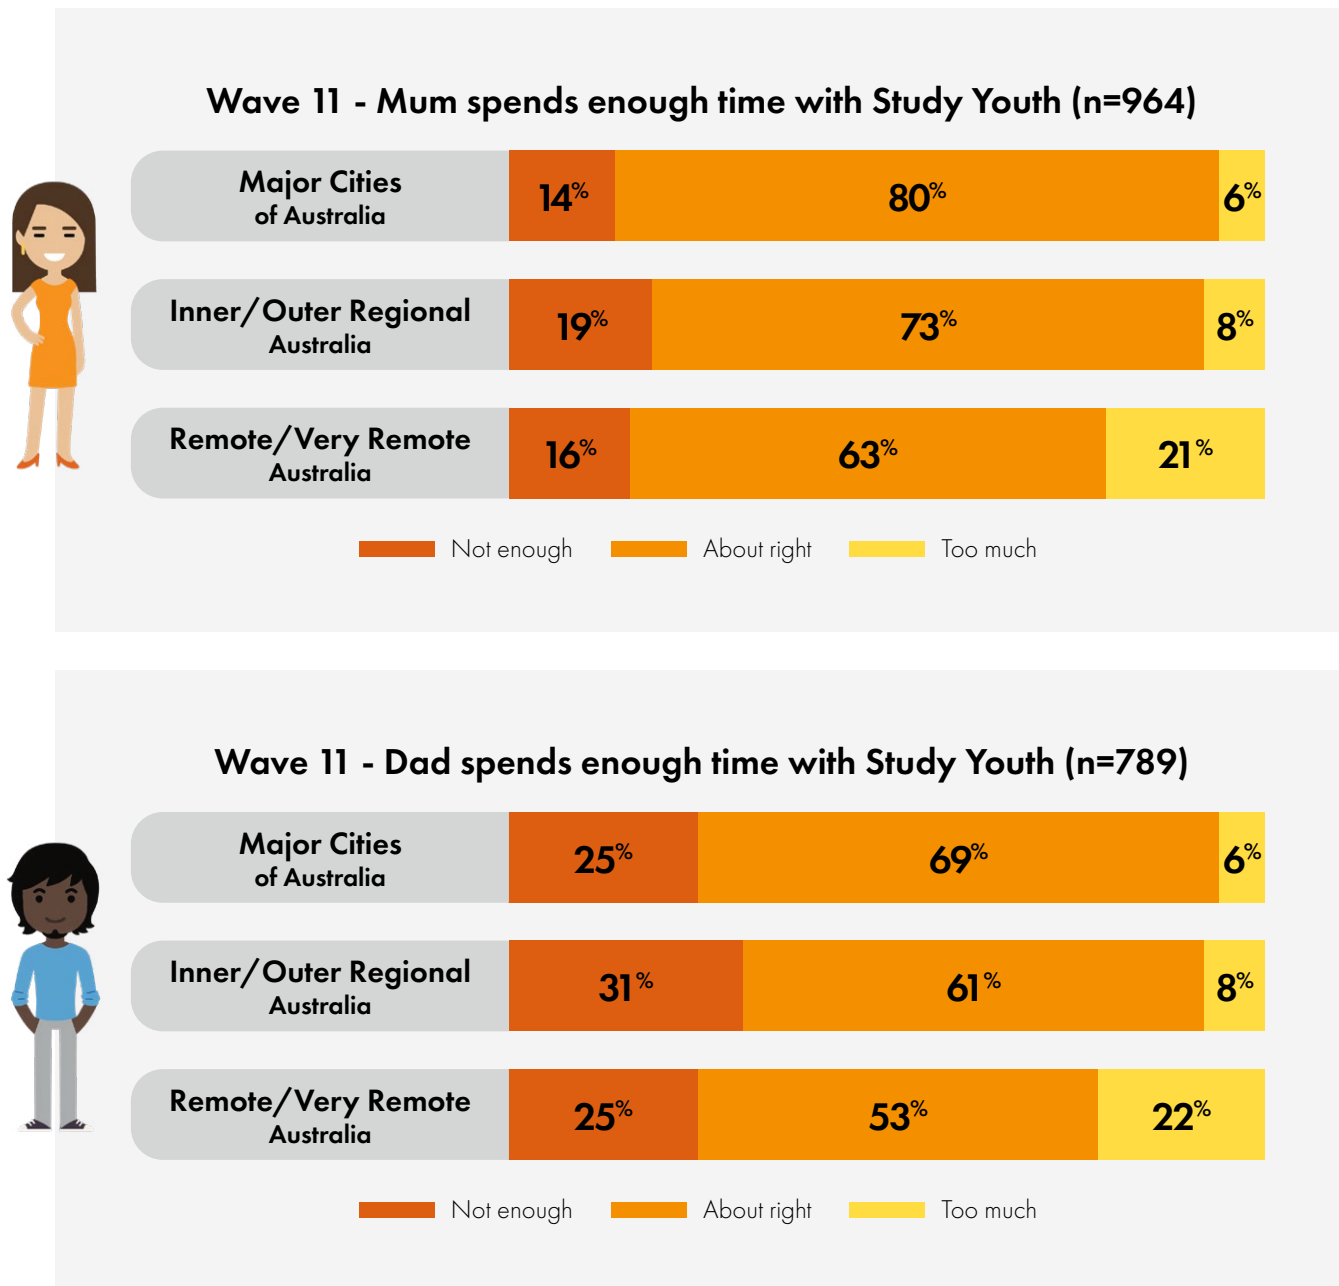 Wave 11 - Mum spends enough time with Study Youth (n=964)
Major Cities
of Australia
14% 80% 6%
Inner/Outer Regional
Australia
19% 73% 8%
Remote/Very Remote
Australia
16% 63% 21%
Not enough About right Too much
Wave 11 - Dad spends enough time with Study Youth (n=789)
Major Cities
of Australia
25% 69% 6%
Inner/Outer Regional
Australia
31% 61% 8%
Remote/Very Remote
Australia
25% 53% 22%
Not enough About right Too much